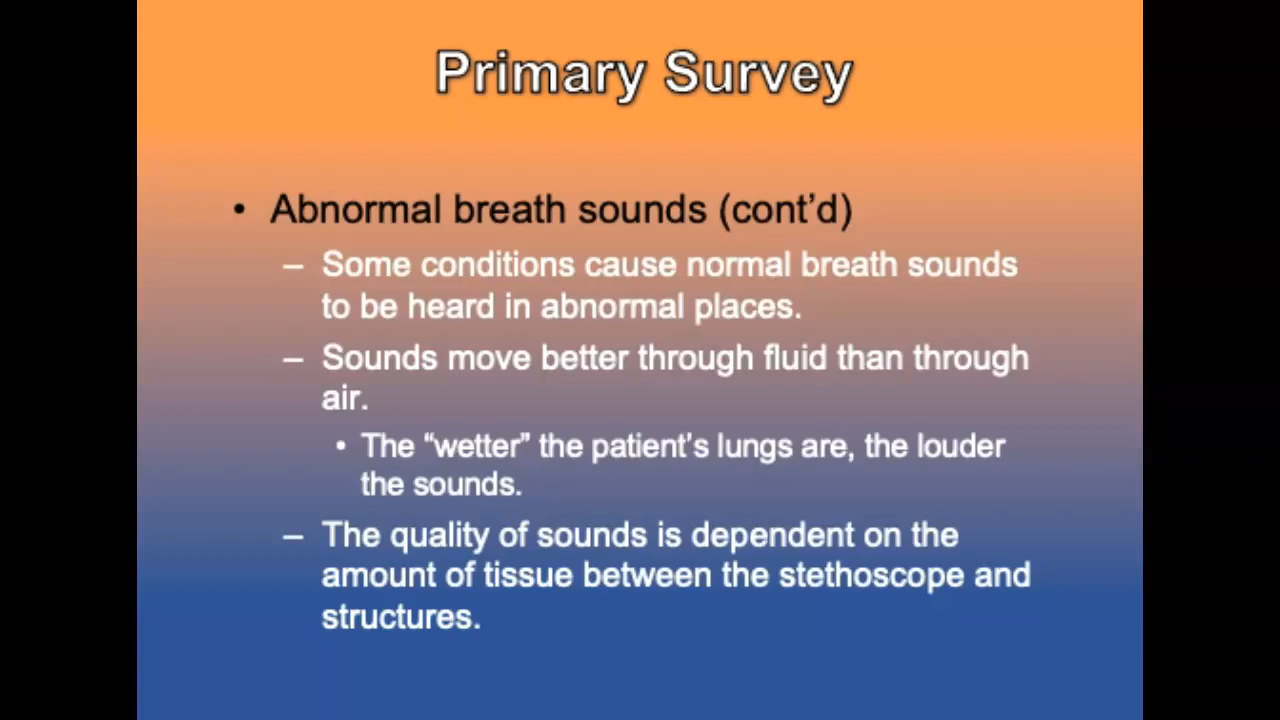 Primary Survey
• Abnormal breath sounds (cont’d)
– Some conditions cause normal breath sounds
to be heard in abnormal places.
– Sounds move better through fluid than through
air.
• The “wetter” the patient’s lungs are, the louder
the sounds.
– The quality of sounds is dependent on the
amount of tissue between the stethoscope and
structures.